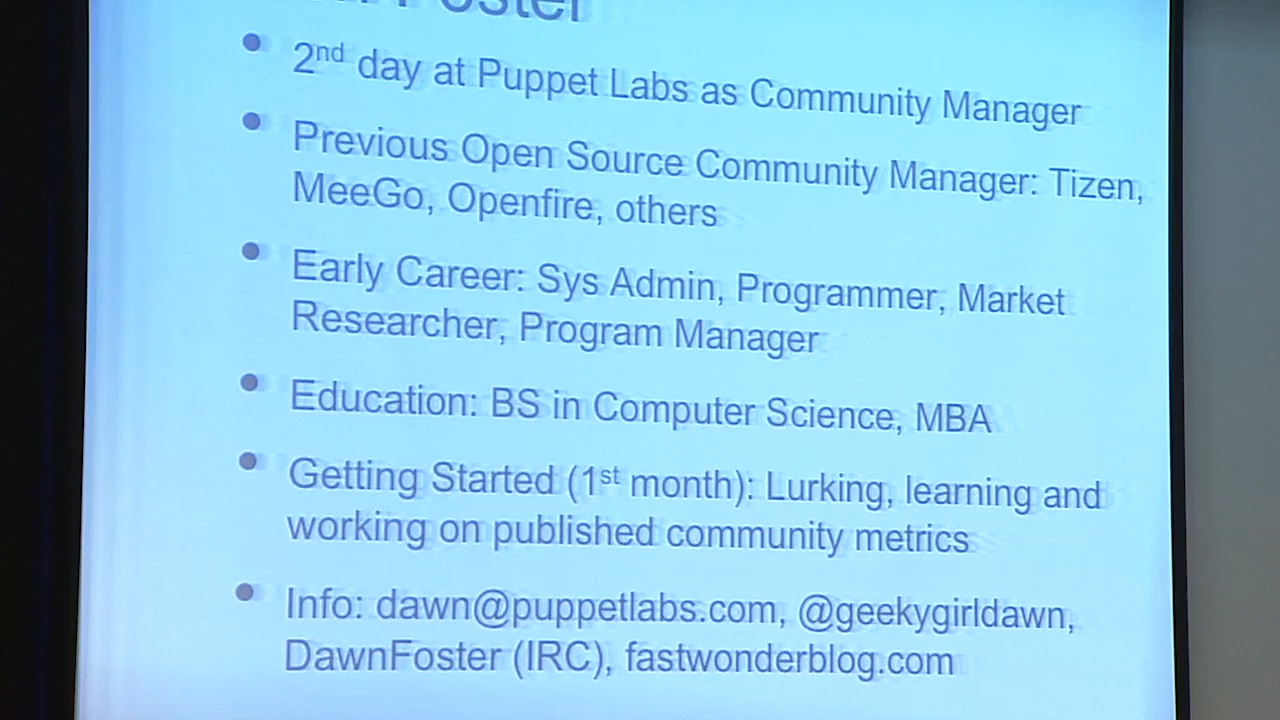 Foster
• 2nd day at Puppet Labs as Community Manager
• Previous Open Source Community Manager: Tizen,
MeeGo, Openfire, others
• Early Career: Sys Admin, Programmer, Market
Researcher, Program Manager
• Education: BS in Computer Science, MBA
• Getting Started (1st month): Lurking, learning and
working on published community metrics
• Info: dawn@puppetlabs.com, @geekygirldawn,
DawnFoster (IRC), fastwonderblog.com